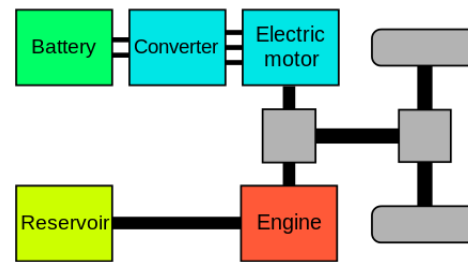 Battery
Converter
Electric
motor
Reservoir
Engine